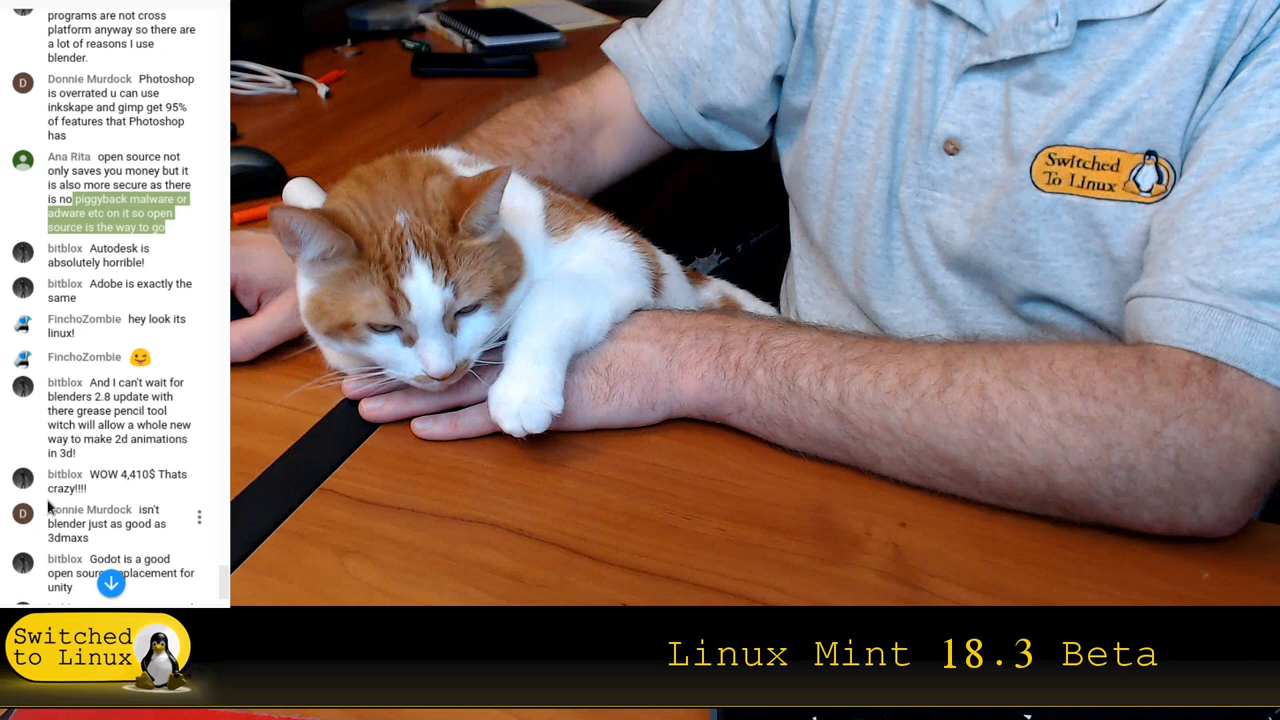 programs are not cross
platform anyway so there are
a lot of reasons I use
blender.
Donnie Murdock Photoshop
is overrated u can use
inkskape and gimp get 95%
of features that Photoshop
has
Ana Rita open source not
only saves you money but it
is also more secure as there
is no piggyback malware or
adware etc on it so open
source is the way to go
bitblox Autodesk is
absolutely horrible!
bitblox Adobe is exactly the
same
FinchoZombie hey look its
linux!
FinchoZombie 😜
bitblox And I can't wait for
blenders 2.8 update with
there grease pencil tool
witch will allow a whole new
way to make 2d animations
in 3d!
bitblox WOW 4,410$ Thats
crazy!!!!
Donnie Murdock isn't
blender just as good as
3dmaxs
bitblox Godot is a good
open source replacement for
unity
Switched
To Linux
Switched
to Linux
Linux Mint 18.3 Beta